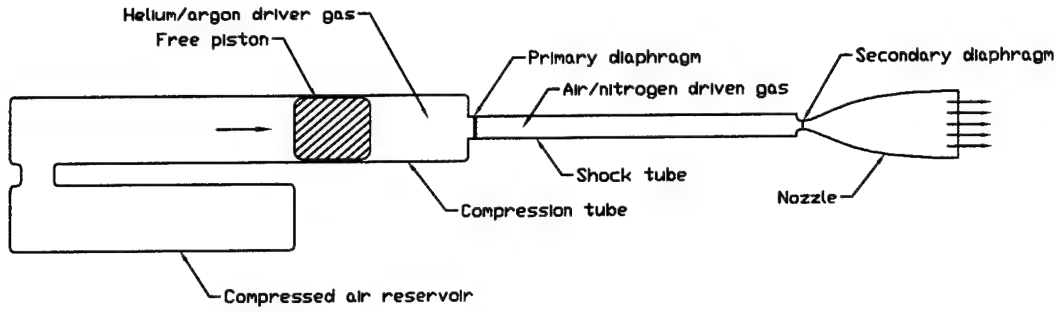 Helium/argon driver gas
Free piston
Primary diaphragm
Secondary diaphragm
Air/nitrogen driven gas
Shock tube
Nozzle
Compression tube
Compressed air reservoir